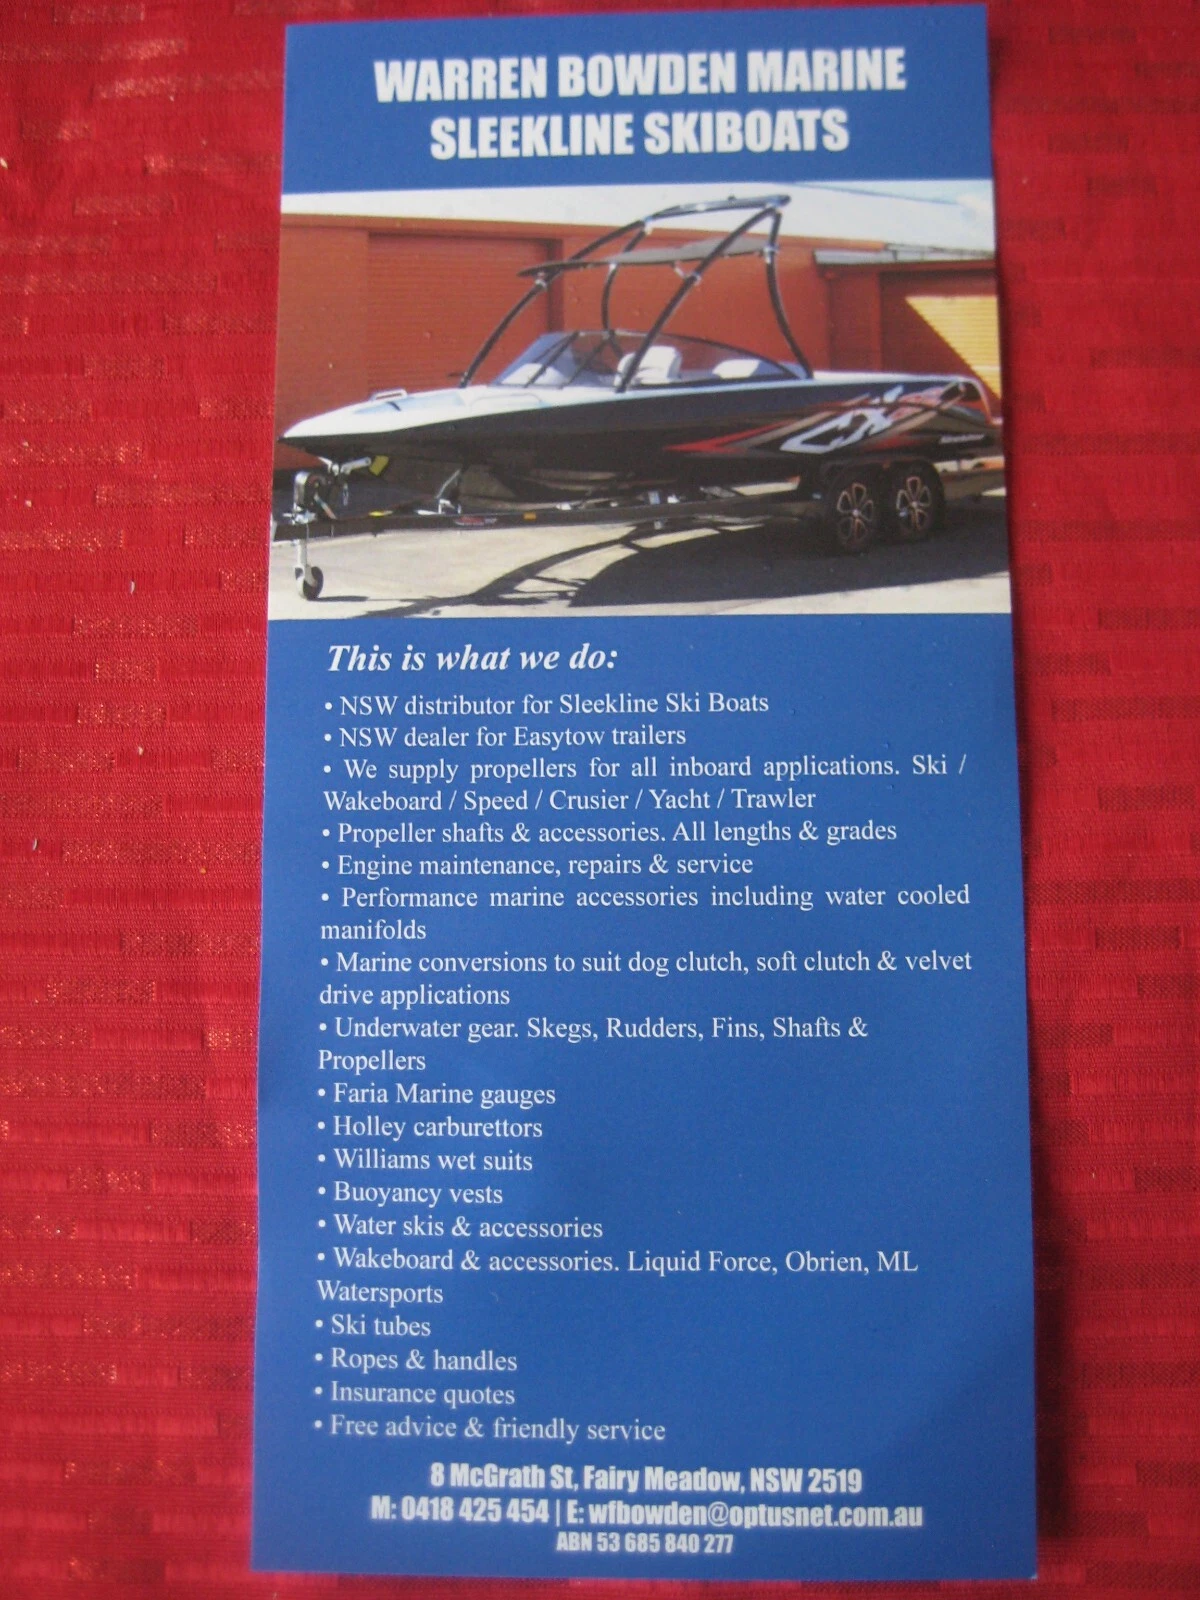 WARREN BOWDEN MARINE
SLEEKLINE SKIBOATS
CX
This is what we do:
• NSW distributor for Sleekline Ski Boats
• NSW dealer for Easytow trailers
• We supply propellers for all inboard applications. Ski /
Wakeboard / Speed / Crusier / Yacht / Trawler
• Propeller shafts & accessories. All lengths & grades
• Engine maintenance, repairs & service
• Performance marine accessories including water cooled
manifolds
• Marine conversions to suit dog clutch, soft clutch & velvet
drive applications
• Underwater gear. Skegs, Rudders, Fins, Shafts &
Propellers
• Faria Marine gauges
• Holley carburettors
• Williams wet suits
• Buoyancy vests
• Water skis & accessories
• Wakeboard & accessories. Liquid Force, Obrien, ML
Watersports
• Ski tubes
• Ropes & handles
• Insurance quotes
• Free advice & friendly service
8 McGrath St, Fairy Meadow, NSW 2519
M: 0418 425 454 | E: wfbowden@optusnet.com.au
ABN 53 685 840 277